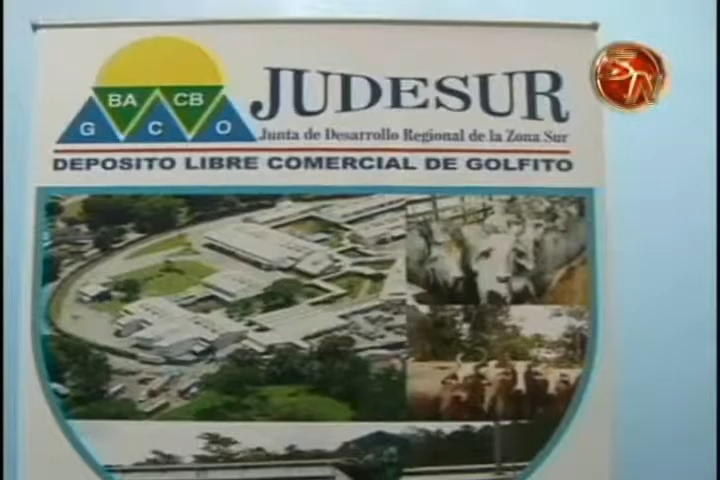 BA CB
G C O
JUDESUR
Junta de Desarrollo Regional de la Zona Sur
DEPOSITO LIBRE COMERCIAL DE GOLFITO